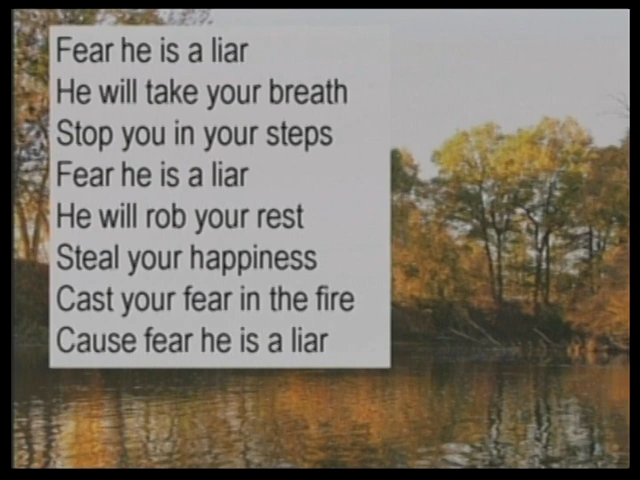 Fear he is a liar
He will take your breath
Stop you in your steps
Fear he is a liar
He will rob your rest
Steal your happiness
Cast your fear in the fire
Cause fear he is a liar